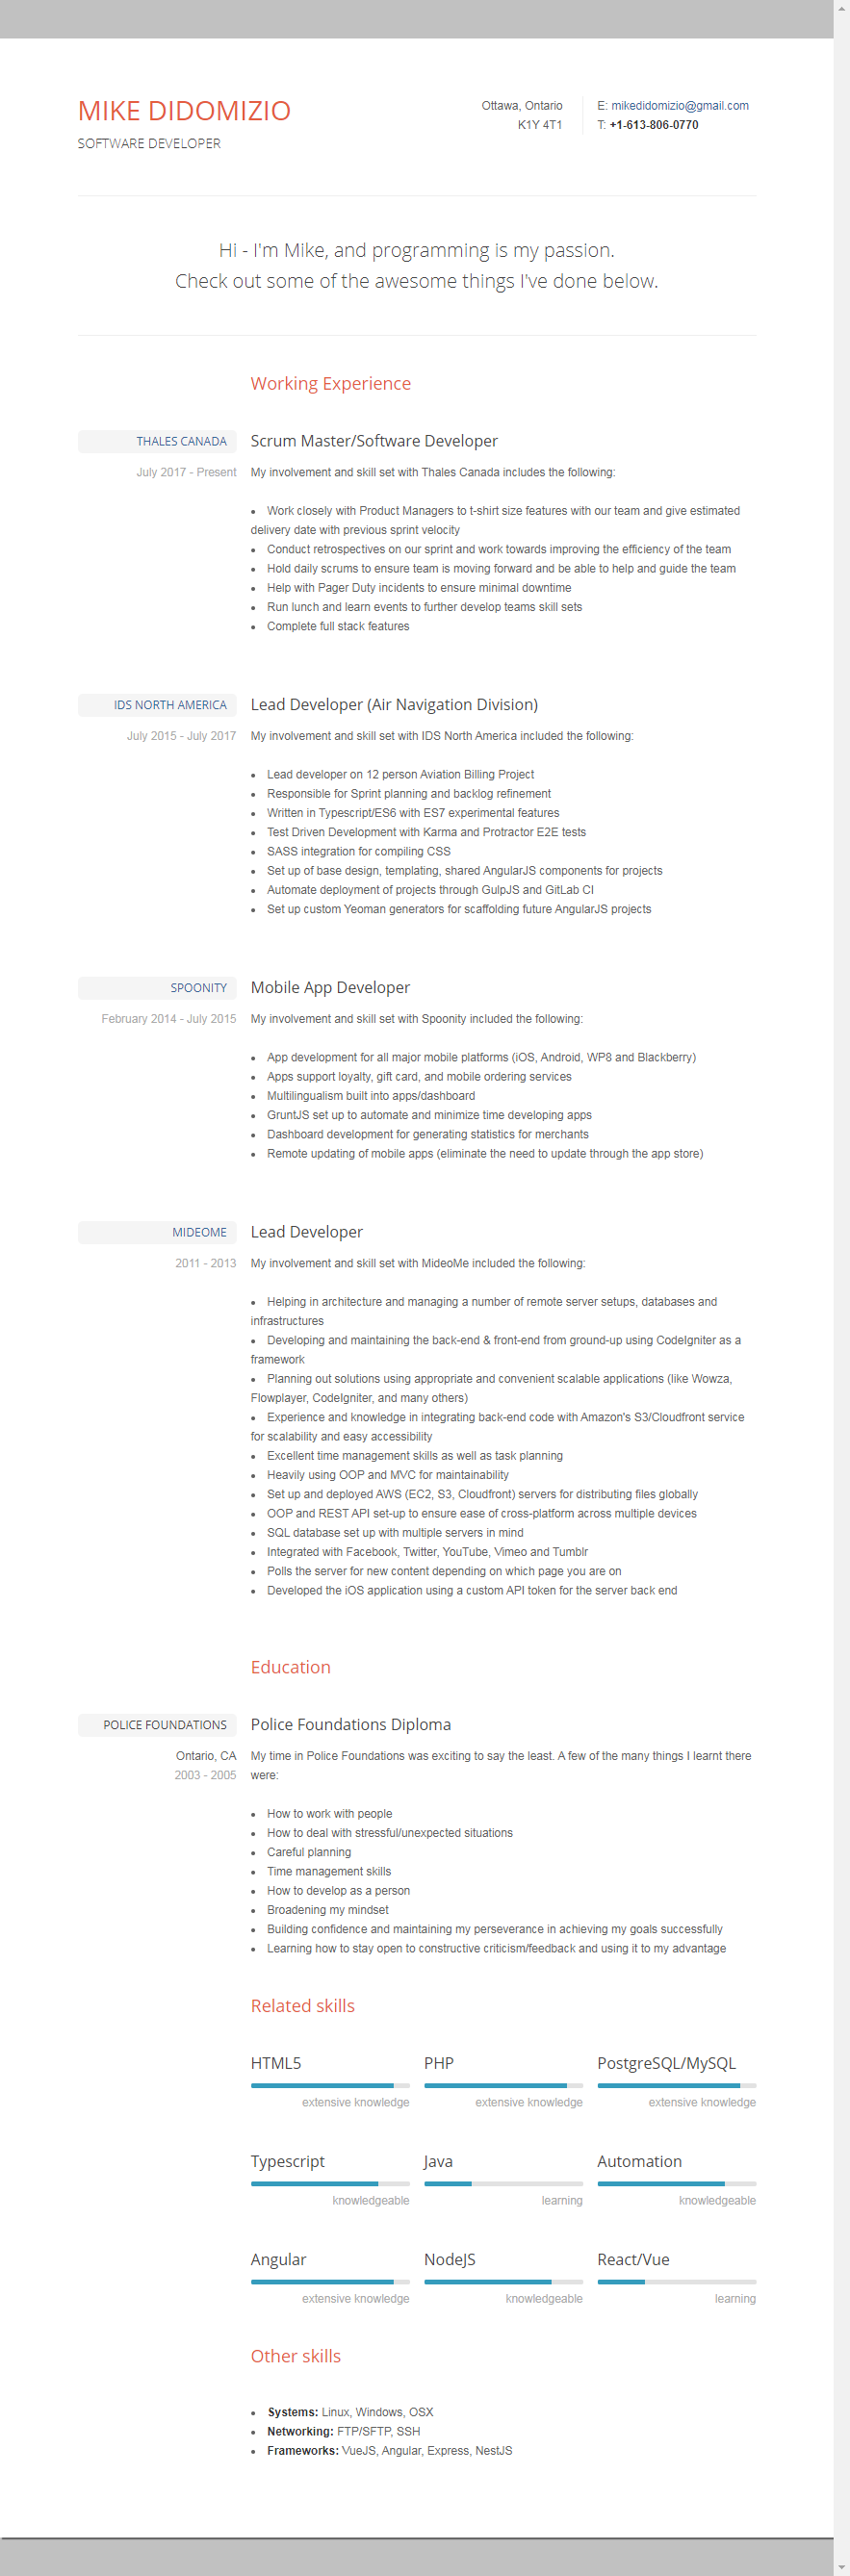 MIKE DIDOMIZIO
SOFTWARE DEVELOPER
Ottawa, Ontario
K1Y 4T1
E: mikedidomizio@gmail.com
T: +1-613-806-0770
Hi - I'm Mike, and programming is my passion.
Check out some of the awesome things I've done below.
Working Experience
THALES CANADA
July 2017 - Present
Scrum Master/Software Developer
My involvement and skill set with Thales Canada includes the following:
• Work closely with Product Managers to t-shirt size features with our team and give estimated
delivery date with previous sprint velocity
• Conduct retrospectives on our sprint and work towards improving the efficiency of the team
• Hold daily scrums to ensure team is moving forward and be able to help and guide the team
• Help with Pager Duty incidents to ensure minimal downtime
• Run lunch and learn events to further develop teams skill sets
• Complete full stack features
IDS NORTH AMERICA
July 2015 - July 2017
Lead Developer (Air Navigation Division)
My involvement and skill set with IDS North America included the following:
• Lead developer on 12 person Aviation Billing Project
• Responsible for Sprint planning and backlog refinement
• Written in Typescript/ES6 with ES7 experimental features
• Test Driven Development with Karma and Protractor E2E tests
• SASS integration for compiling CSS
• Set up of base design, templating, shared AngularJS components for projects
• Automate deployment of projects through GulpJS and GitLab CI
• Set up custom Yeoman generators for scaffolding future AngularJS projects
SPOONITY
February 2014 - July 2015
Mobile App Developer
My involvement and skill set with Spoonity included the following:
• App development for all major mobile platforms (iOS, Android, WP8 and Blackberry)
• Apps support loyalty, gift card, and mobile ordering services
• Multilingualism built into apps/dashboard
• GruntJS set up to automate and minimize time developing apps
• Dashboard development for generating statistics for merchants
• Remote updating of mobile apps (eliminate the need to update through the app store)
MIDEOME
2011 - 2013
Lead Developer
My involvement and skill set with MideoMe included the following:
• Helping in architecture and managing a number of remote server setups, databases and
infrastructures
• Developing and maintaining the back-end & front-end from ground-up using CodeIgniter as a
framework
• Planning out solutions using appropriate and convenient scalable applications (like Wowza,
Flowplayer, CodeIgniter, and many others)
• Experience and knowledge in integrating back-end code with Amazon's S3/Cloudfront service
for scalability and easy accessibility
• Excellent time management skills as well as task planning
• Heavily using OOP and MVC for maintainability
• Set up and deployed AWS (EC2, S3, Cloudfront) servers for distributing files globally
• OOP and REST API set-up to ensure ease of cross-platform across multiple devices
• SQL database set up with multiple servers in mind
• Integrated with Facebook, Twitter, YouTube, Vimeo and Tumblr
• Polls the server for new content depending on which page you are on
• Developed the iOS application using a custom API token for the server back end
Education
POLICE FOUNDATIONS
Ontario, CA
2003 - 2005
Police Foundations Diploma
My time in Police Foundations was exciting to say the least. A few of the many things I learnt there
were:
• How to work with people
• How to deal with stressful/unexpected situations
• Careful planning
• Time management skills
• How to develop as a person
• Broadening my mindset
• Building confidence and maintaining my perseverance in achieving my goals successfully
• Learning how to stay open to constructive criticism/feedback and using it to my advantage
Related skills
HTML5
extensive knowledge
PHP
extensive knowledge
PostgreSQL/MySQL
extensive knowledge
Typescript
knowledgeable
Java
learning
Automation
knowledgeable
Angular
extensive knowledge
NodeJS
knowledgeable
React/Vue
learning
Other skills
• Systems: Linux, Windows, OSX
• Networking: FTP/SFTP, SSH
• Frameworks: VueJS, Angular, Express, NestJS